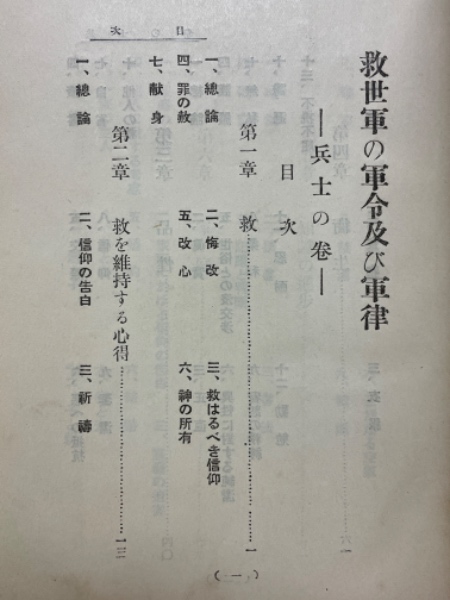 目次
救世軍の軍令及び軍律
―兵士の巻―
目次
第一章 救……一
一、總論 二、悔改 三、救はるべき信仰
四、罪の赦 五、改心 六、神の所有
七、献身
第二章 救を維持する心得……一三
一、總論 二、信仰の告白 三、祈禱
(一)